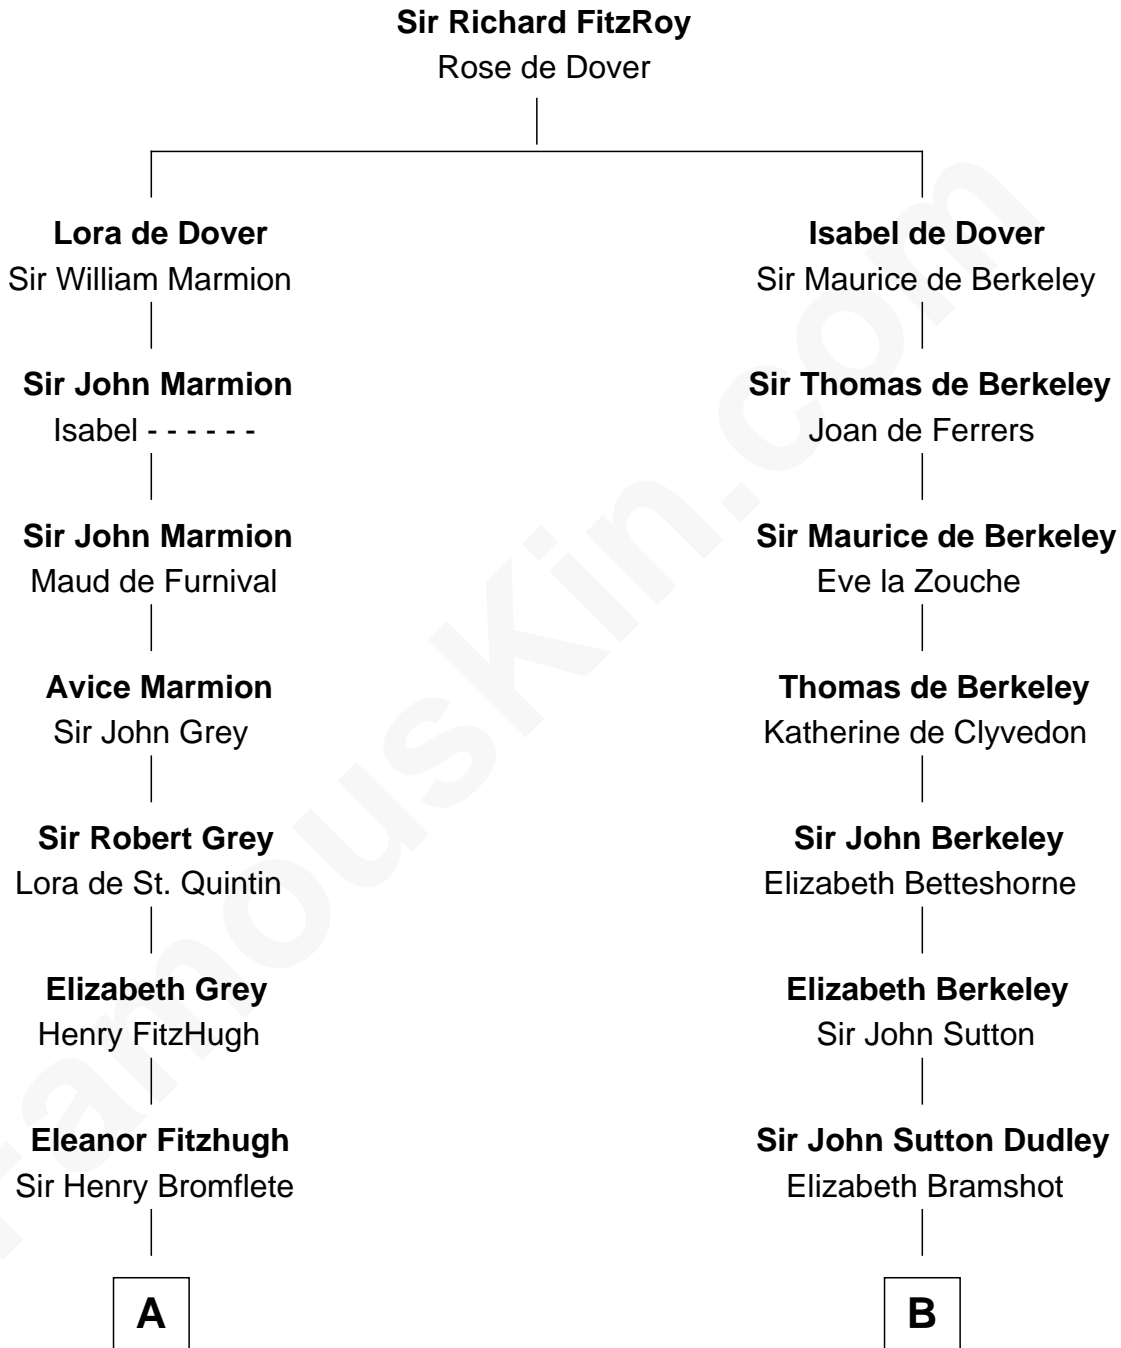 Sir Richard FitzRoy
Rose de Dover
Lora de Dover
Sir William Marmion
Isabel de Dover
Sir Maurice de Berkeley
Sir John Marmion
Isabel - - - - - -
Sir Thomas de Berkeley
Joan de Ferrers
Sir John Marmion
Maud de Furnival
Sir Maurice de Berkeley
Eve la Zouche
Avice Marmion
Sir John Grey
Thomas de Berkeley
Katherine de Clyvedon
Sir Robert Grey
Lora de St. Quintin
Sir John Berkeley
Elizabeth Betteshorne
Elizabeth Grey
Henry FitzHugh
Elizabeth Berkeley
Sir John Sutton
Eleanor Fitzhugh
Sir Henry Bromflete
Sir John Sutton Dudley
Elizabeth Bramshot
A
B
FamousKin.com